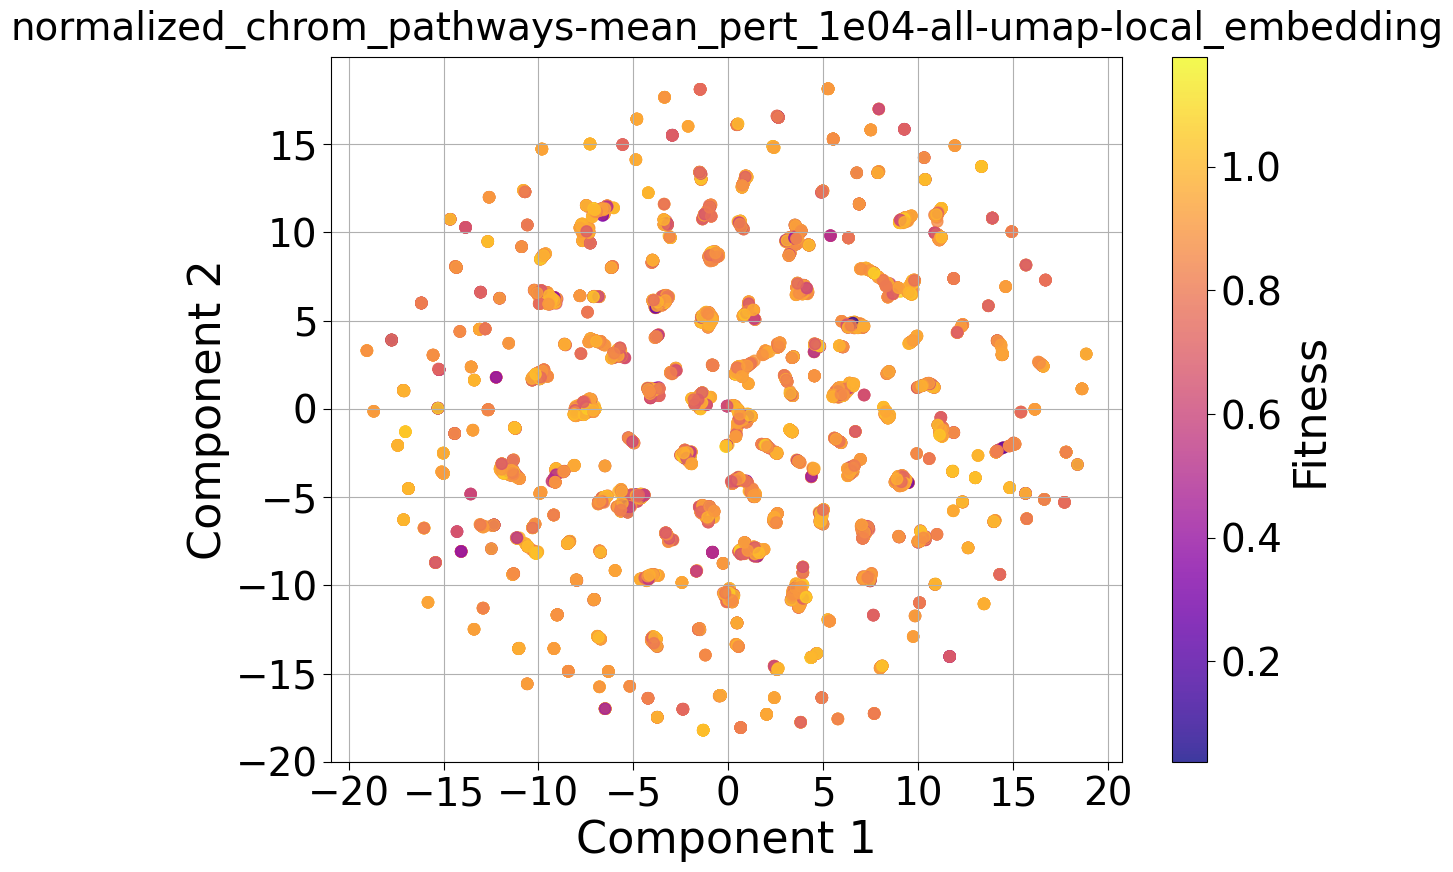 normalized_chrom_pathways-mean_pert_1e04-all-umap-local_embedding
15
10
5
0
−5
−10
−15
−20
Component 2
−20 −15 −10 −5 0 5 10 15 20
Component 1
1.0
0.8
0.6
0.4
0.2
Fitness